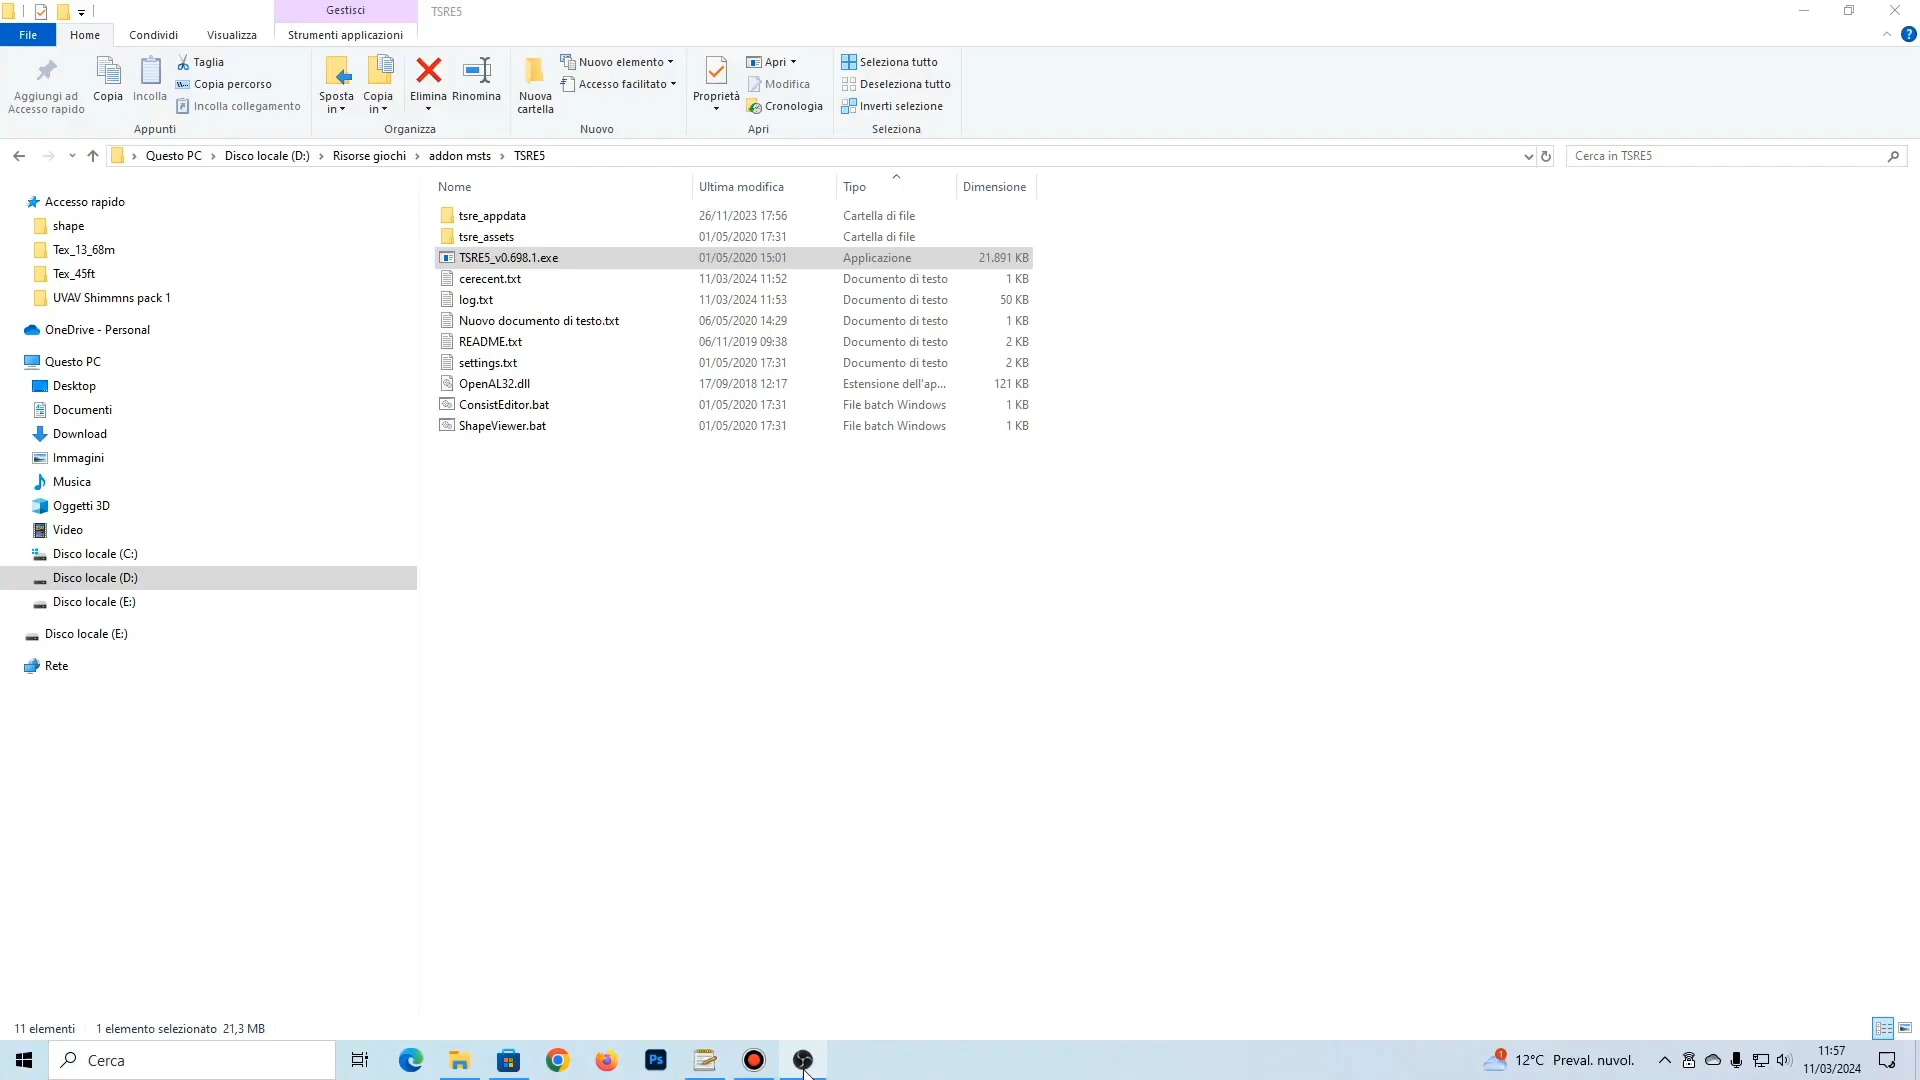 Gestisci
TSRE5
File
Home
Condividi
Visualizza
Strumenti applicazioni
Aggiungi ad
Accesso rapido
Copia
Incolla
Taglia
Copia percorso
Incolla collegamento
Sposta
in
Copia
in
Elimina
Rinomina
Nuova
cartella
Nuovo elemento
Accesso facilitato
Proprietà
Apri
Modifica
Cronologia
Seleziona tutto
Deseleziona tutto
Inverti selezione
Appunti
Organizza
Nuovo
Apri
Seleziona
Questo PC
Disco locale (D:)
Risorse giochi
addon msts
TSRE5
Cerca in TSRE5
Nome
Ultima modifica
Tipo
Dimensione
tsre_appdata 26/11/2023 17:56 Cartella di file
tsre_assets 01/05/2020 17:31 Cartella di file
TSRE5_v0.698.1.exe 01/05/2020 15:01 Applicazione 21.891 KB
cerecent.txt 11/03/2024 11:52 Documento di testo 1 KB
log.txt 11/03/2024 11:53 Documento di testo 50 KB
Nuovo documento di testo.txt 06/05/2020 14:29 Documento di testo 1 KB
README.txt 06/11/2019 09:38 Documento di testo 2 KB
settings.txt 01/05/2020 17:31 Documento di testo 2 KB
OpenAL32.dll 17/09/2018 12:17 Estensione dell'ap... 121 KB
ConsistEditor.bat 01/05/2020 17:31 File batch Windows 1 KB
ShapeViewer.bat 01/05/2020 17:31 File batch Windows 1 KB
Accesso rapido
shape
Tex_13_68m
Tex_45ft
UVAV Shimmns pack 1
OneDrive - Personal
Questo PC
Desktop
Documenti
Download
Immagini
Musica
Oggetti 3D
Video
Disco locale (C:)
Disco locale (D:)
Disco locale (E:)
Disco locale (E:)
Rete
11 elementi
1 elemento selezionato 21,3 MB
Cerca
Ps
1
12°C Preval. nuvol.
11:57
11/03/2024